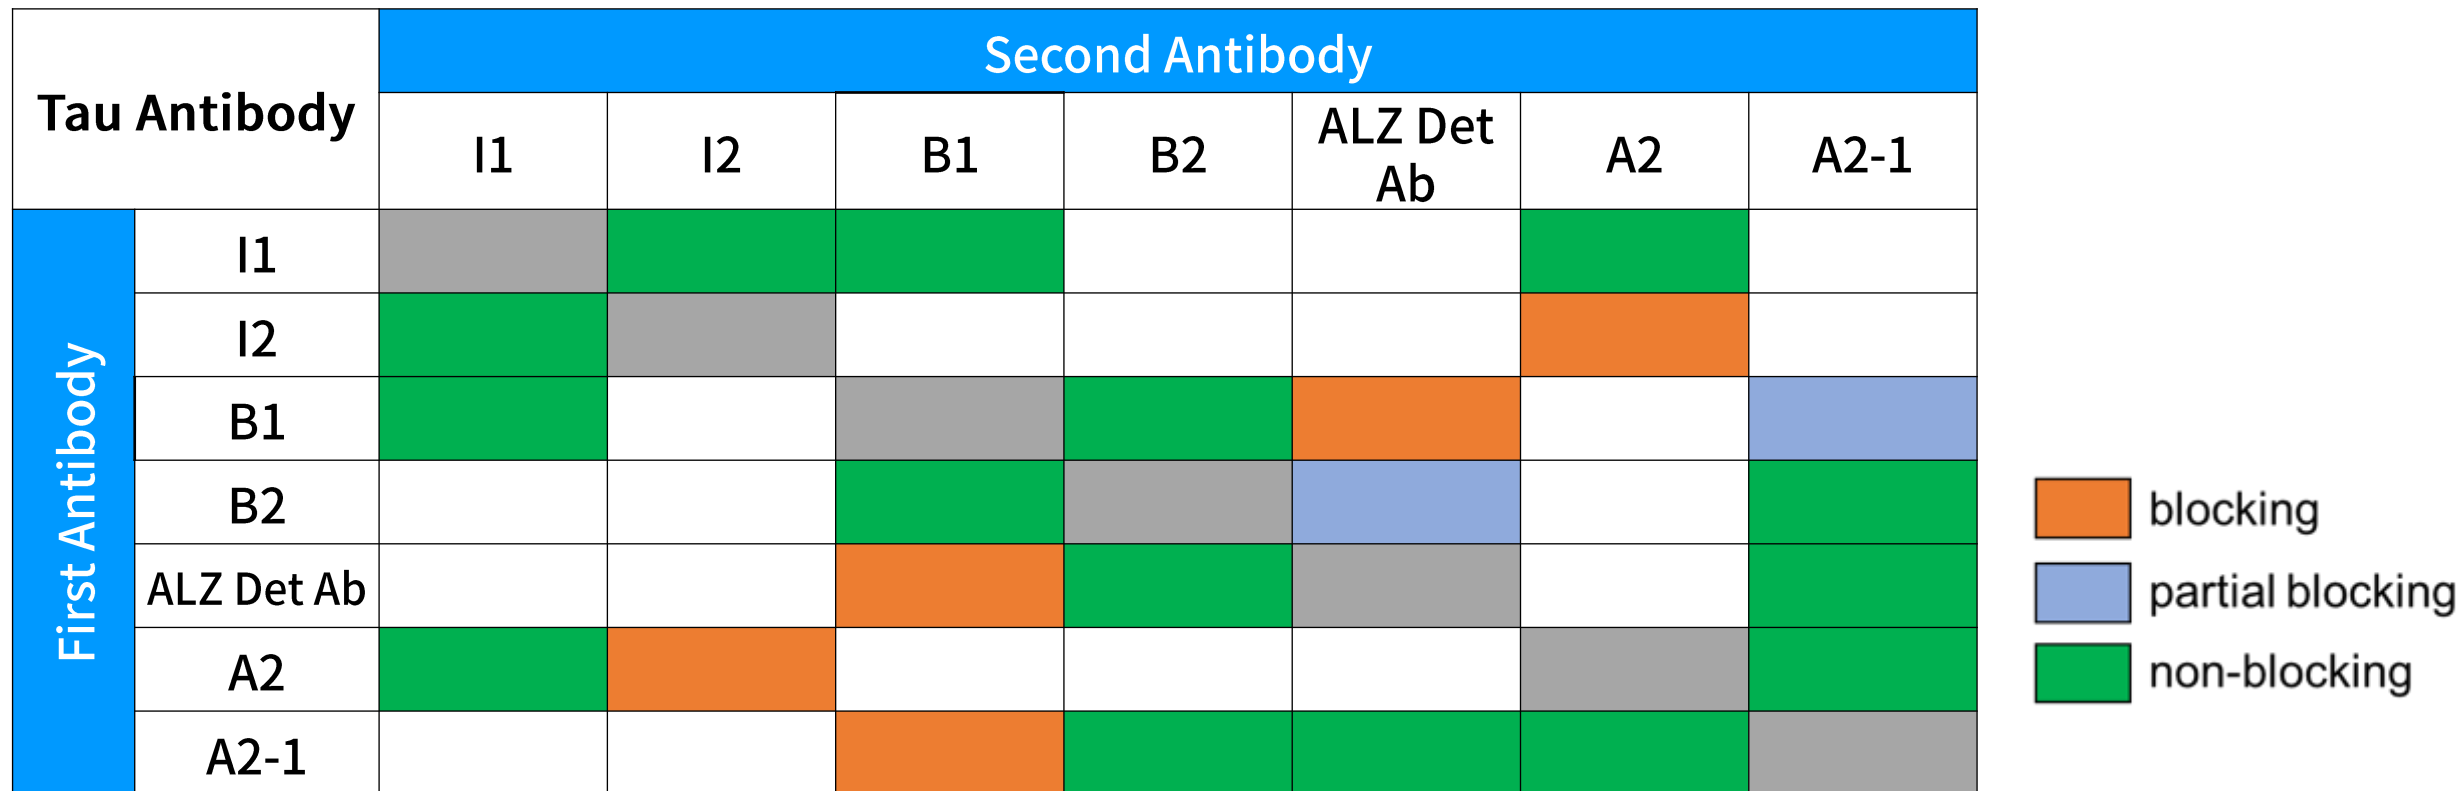 Tau Antibody
Second Antibody
I1
I2
B1
B2
ALZ Det
Ab
A2
A2-1
First Antibody
I1
I2
B1
B2
ALZ Det Ab
A2
A2-1
blocking
partial blocking
non-blocking